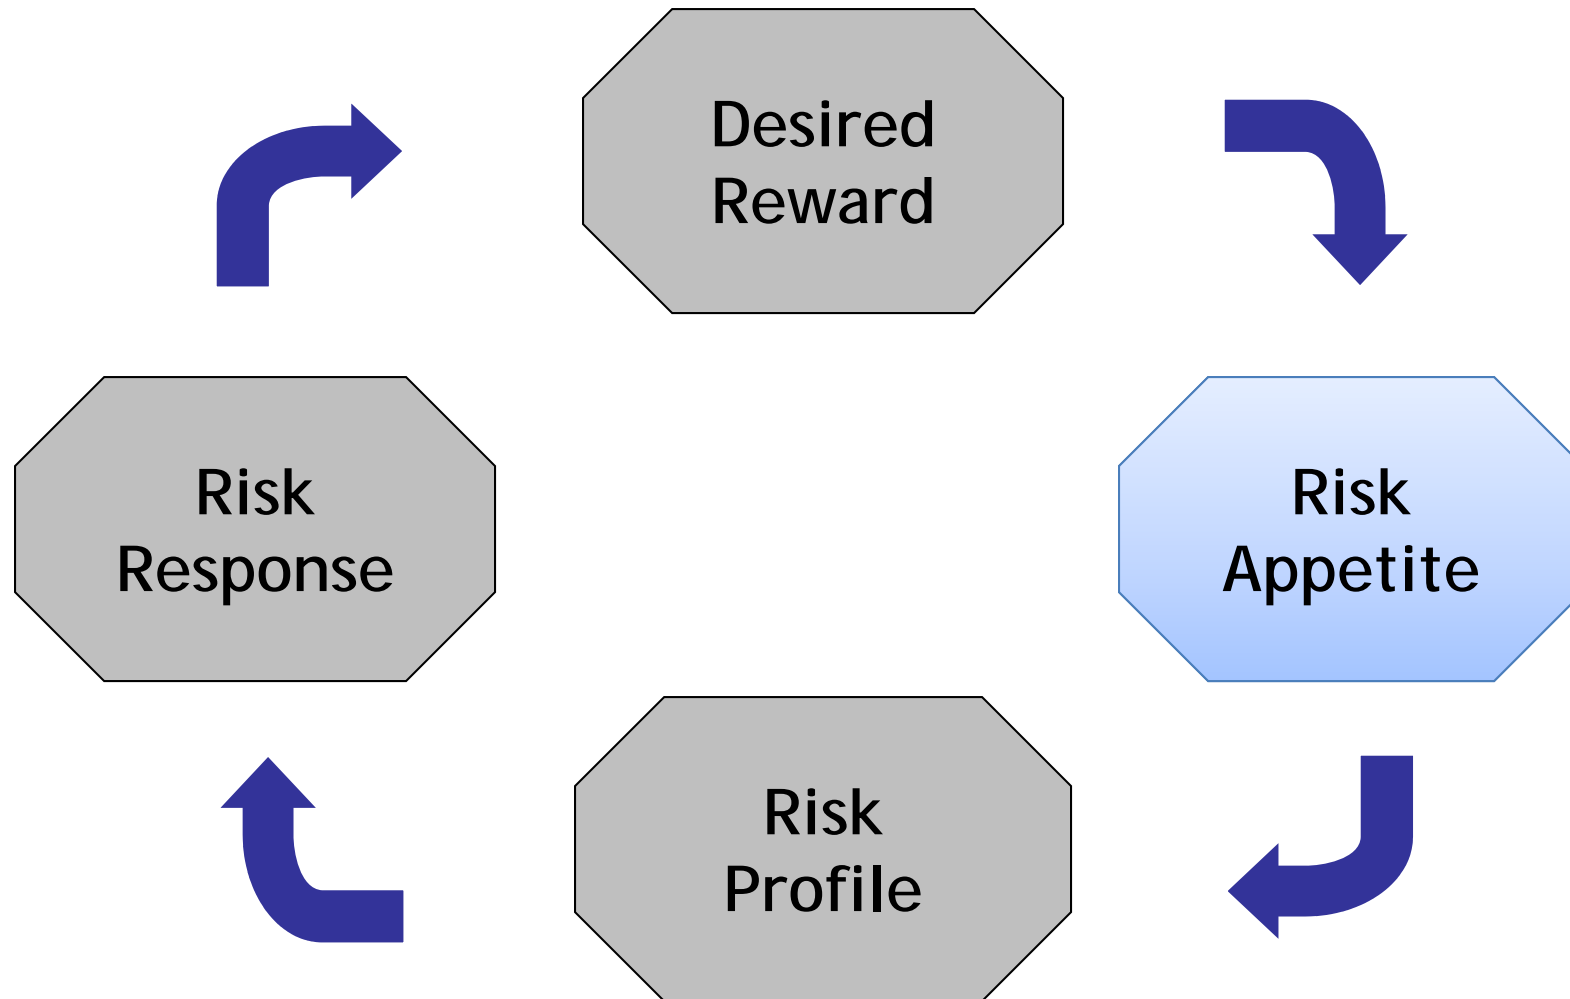 Desired
Reward
Risk
Response
Risk
Appetite
Risk
Profile